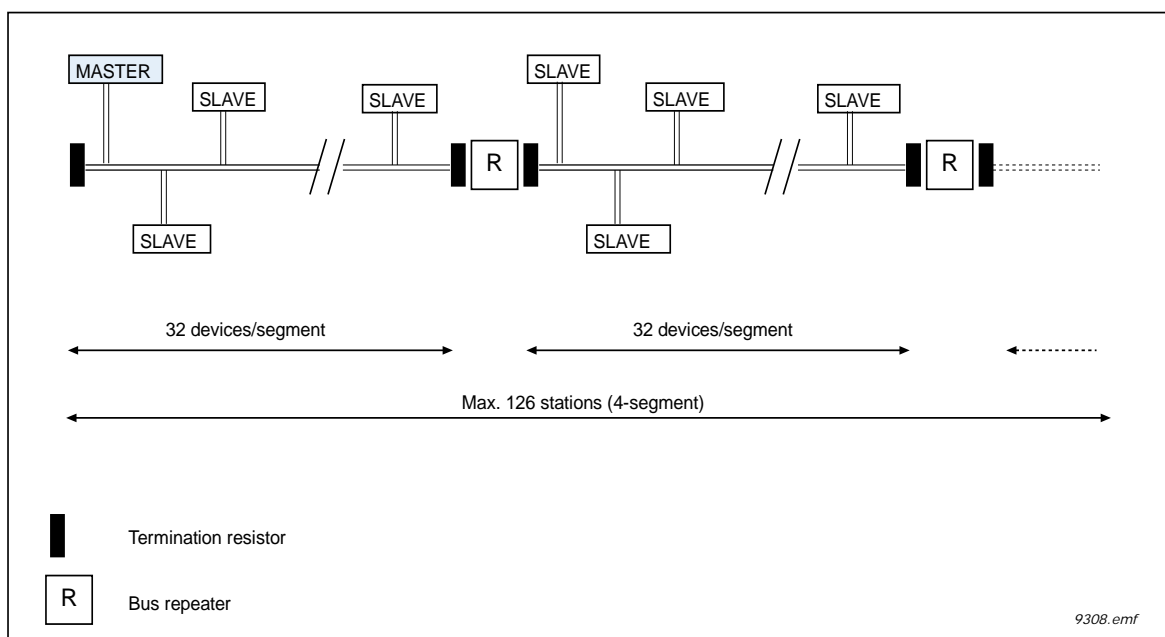 MASTER
SLAVE
SLAVE
SLAVE
SLAVE
SLAVE
SLAVE
R
R
SLAVE
SLAVE
32 devices/segment
32 devices/segment
Max. 126 stations (4-segment)
Termination resistor
R
Bus repeater
9308.emf